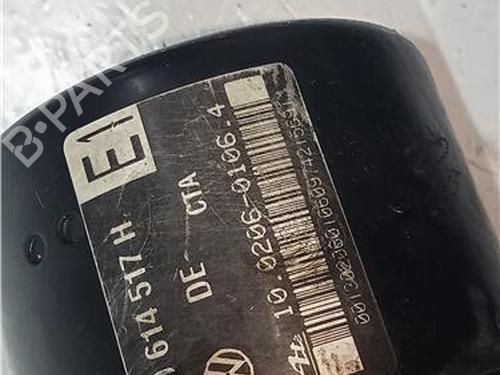 B-PARTS
E1
614 517 H
DE CTA
10.0206-0106.4